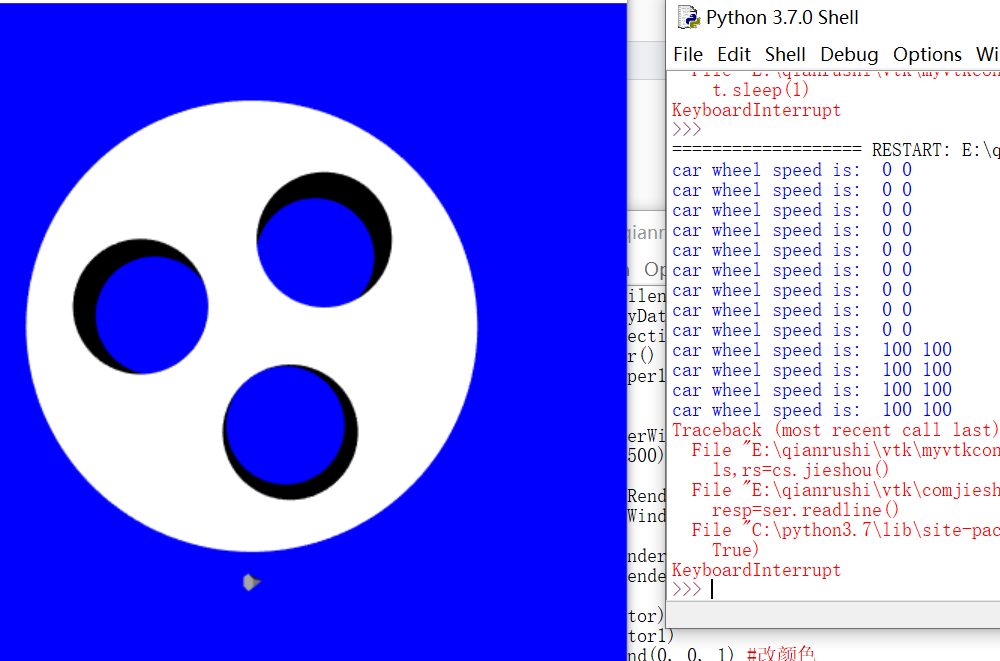 Python 3.7.0 Shell
File Edit Shell Debug Options Wi
t.sleep(1)
KeyboardInterrupt
>>>
=================== RESTART: E:\q
car wheel speed is:  0 0
car wheel speed is:  0 0
car wheel speed is:  0 0
car wheel speed is:  0 0
car wheel speed is:  0 0
car wheel speed is:  0 0
car wheel speed is:  0 0
car wheel speed is:  0 0
car wheel speed is:  0 0
car wheel speed is:  100 100
car wheel speed is:  100 100
car wheel speed is:  100 100
car wheel speed is:  100 100
Traceback (most recent call last)
File "E:\qianrushi\vtk\myvtkcon
ls,rs=cs.jieshou()
File "E:\qianrushi\vtk\comjiesh
resp=ser.readline()
File "C:\python3.7\lib\site-pac
True)
KeyboardInterrupt
>>>
qianr
Op
ilen
yDat
ecti
r()
perl
erWi
500)
Rend
Wind
nder
ende
tor)
tor1)
nd(0, 0, 1) #改颜色